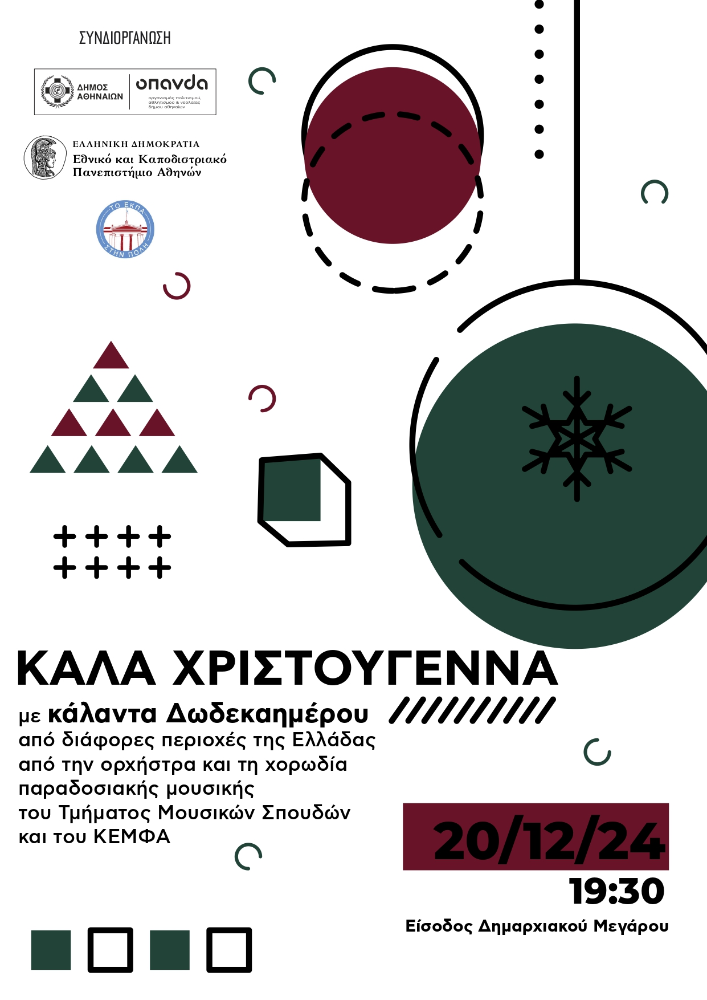 ΣΥΝΔΙΟΡΓΑΝΩΣΗ
ΔΗΜΟΣ
ΑΘΗΝΑΙΩΝ
οπανδα
οργανισμός πολιτισμού,
αθλητισμού & νεολαίας
δήμου αθηναίων
ΕΛΛΗΝΙΚΗ ΔΗΜΟΚΡΑΤΙΑ
Εθνικό και Καποδιστριακό
Πανεπιστήμιο Αθηνών
ΤΟ ΕΚΠΑ
ΣΤΗΝ ΠΟΛΗ
ΚΑΛΑ ΧΡΙΣΤΟΥΓΕΝΝΑ
με κάλαντα Δωδεκαημέρου
από διάφορες περιοχές της Ελλάδας
από την ορχήστρα και τη χορωδία
παραδοσιακής μουσικής
του Τμήματος Μουσικών Σπουδών
και του ΚΕΜΦΑ
20/12/24
19:30
Είσοδος Δημαρχιακού Μεγάρου